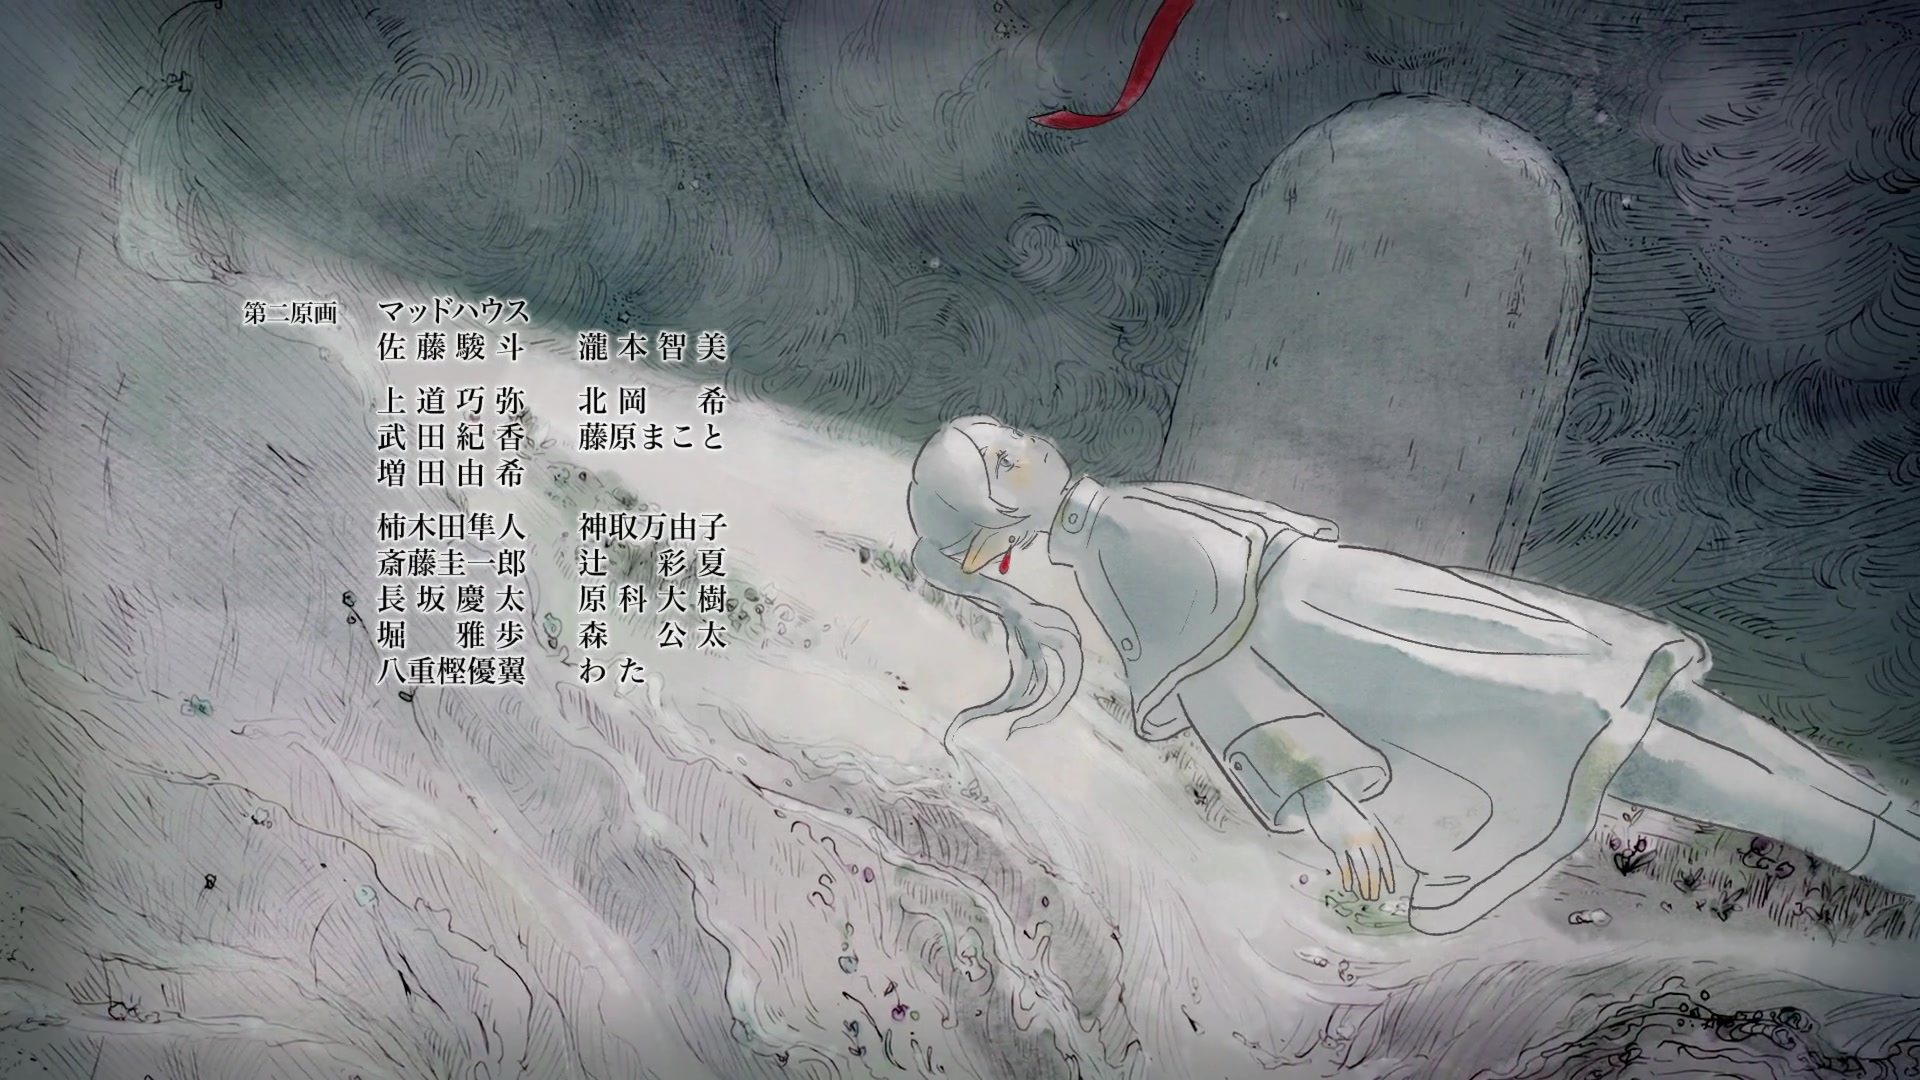 第二原画 マッドハウス
佐藤駿斗 瀧本智美
上道巧弥 北岡 希
武田紀香 藤原まこと
増田由希
柿木田隼人 神取万由子
斎藤圭一郎 辻 彩夏
長坂慶太 原科大樹
堀 雅歩 森 公太
八重樫優翼 わた